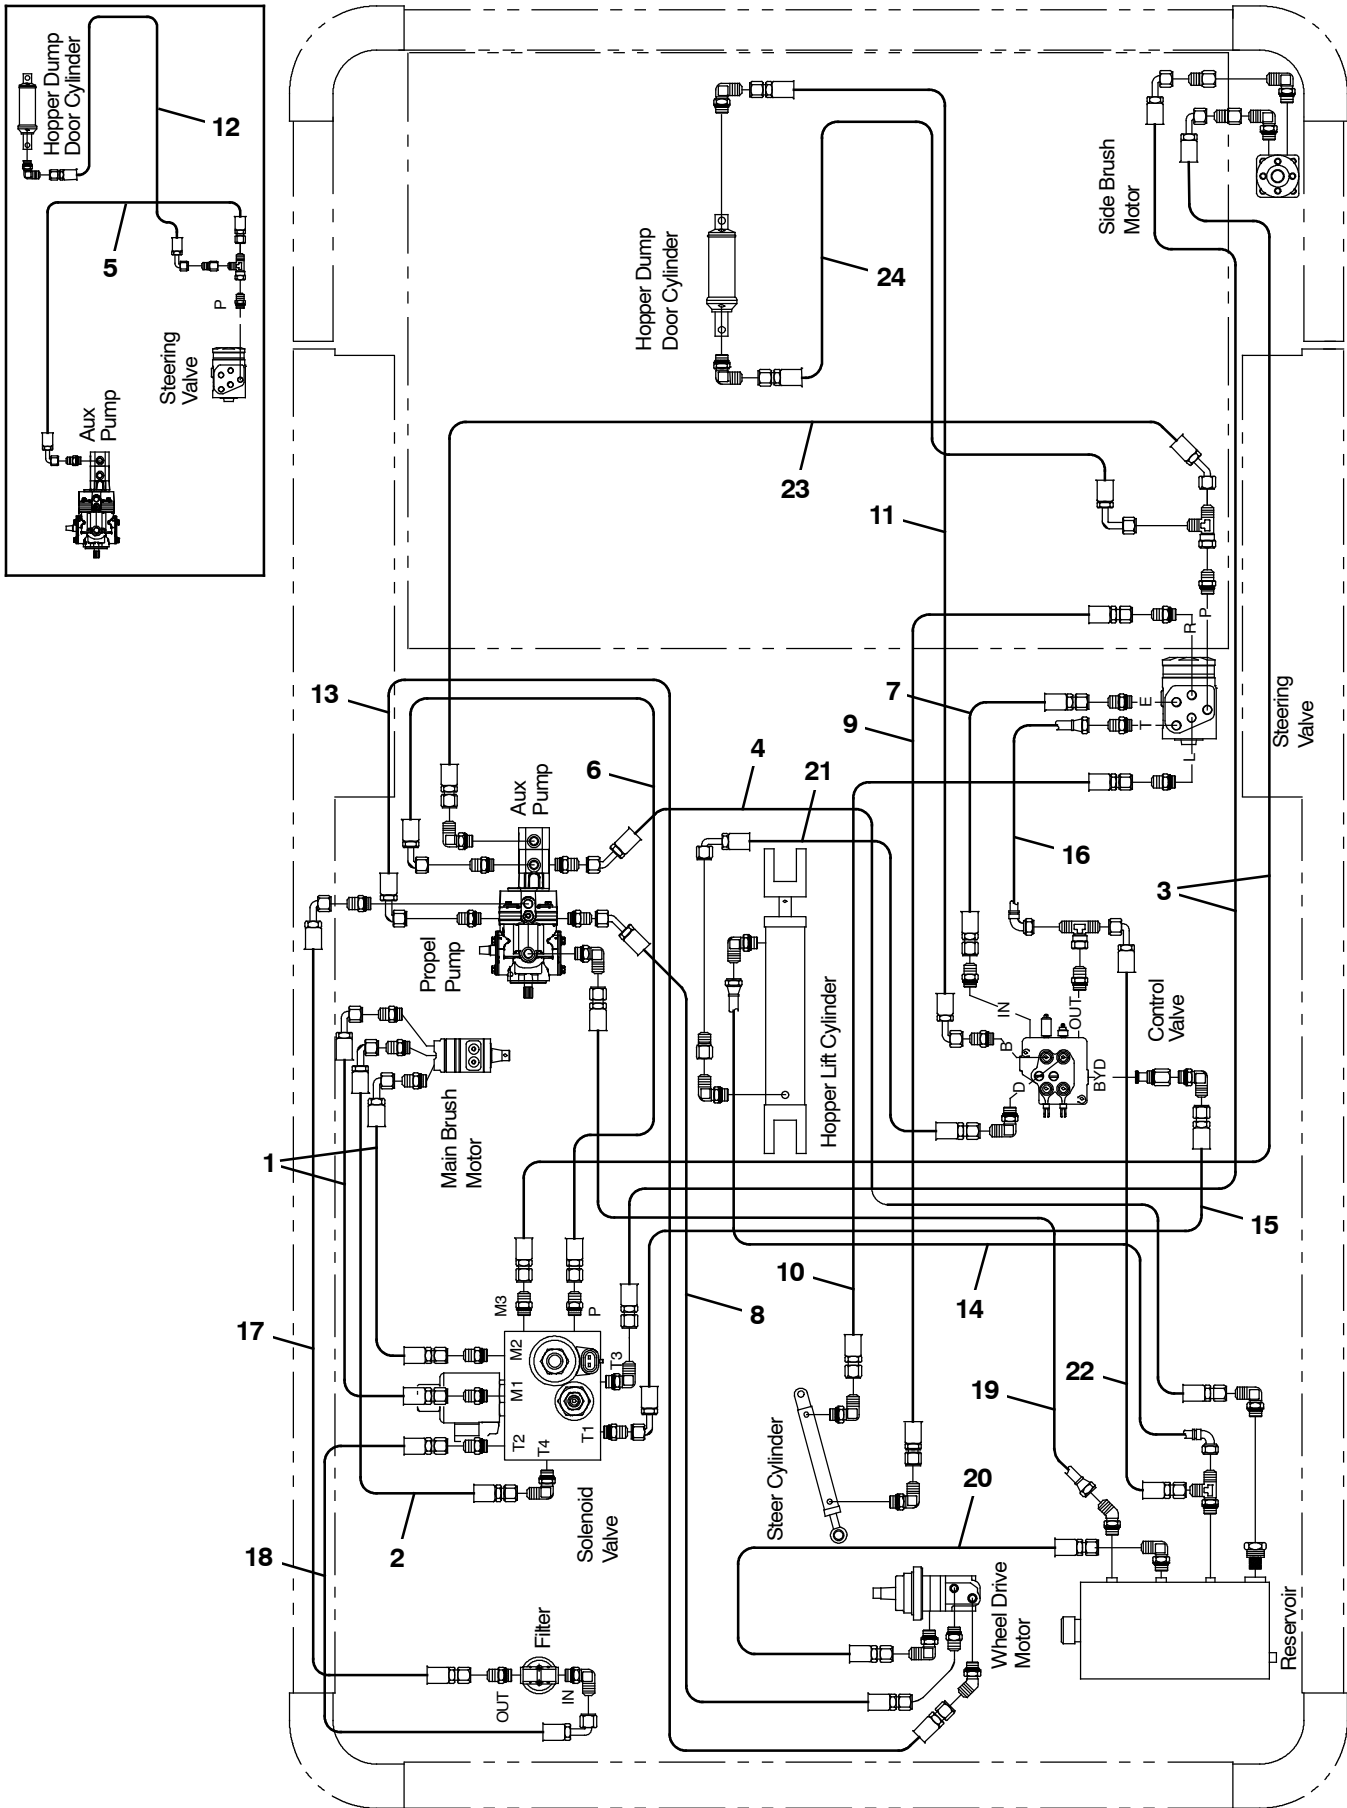 Hopper Dump
Door Cylinder
12
5
P
Steering
Valve
Aux
Pump
Side Brush
Motor
Hopper Dump
Door Cylinder
24
23
11
13
7
9
R
P
E
T
L
Steering
Valve
6
4
21
Aux
Pump
16
3
Propel
Pump
Hopper Lift Cylinder
IN
OUT
B
D
BYD
Control
Valve
1
Main Brush
Motor
15
10
14
8
17
M3
P
M2
M1
T3
T2
T4
T1
19
22
20
Steer Cylinder
Solenoid
Valve
2
18
Filter
OUT
IN
Wheel Drive
Motor
Reservoir